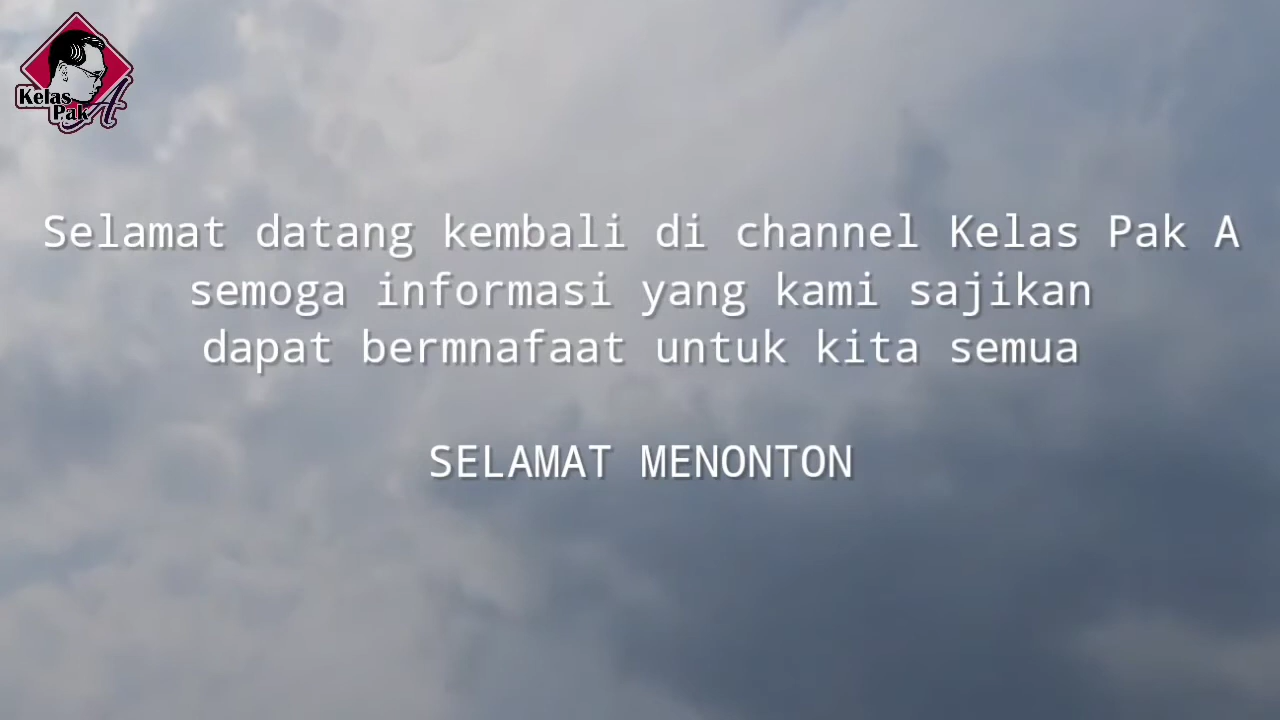 Kelas
Pak A
Selamat datang kembali di channel Kelas Pak A
semoga informasi yang kami sajikan
dapat bermnafaat untuk kita semua
SELAMAT MENONTON